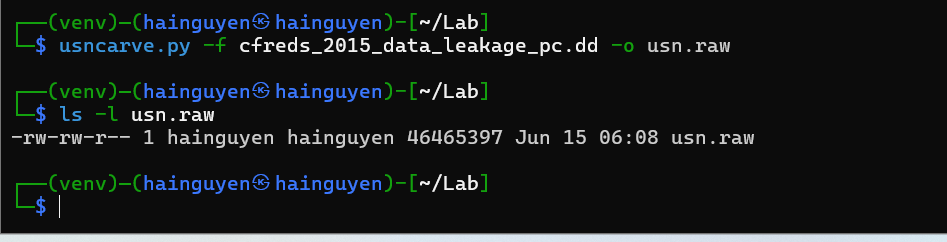 ┌──(venv)─(hainguyen㉿hainguyen)-[~/Lab]
└─$ usncarve.py -f cfreds_2015_data_leakage_pc.dd -o usn.raw
┌──(venv)─(hainguyen㉿hainguyen)-[~/Lab]
└─$ ls -l usn.raw
-rw-rw-r-- 1 hainguyen hainguyen 46465397 Jun 15 06:08 usn.raw
┌──(venv)─(hainguyen㉿hainguyen)-[~/Lab]
└─$